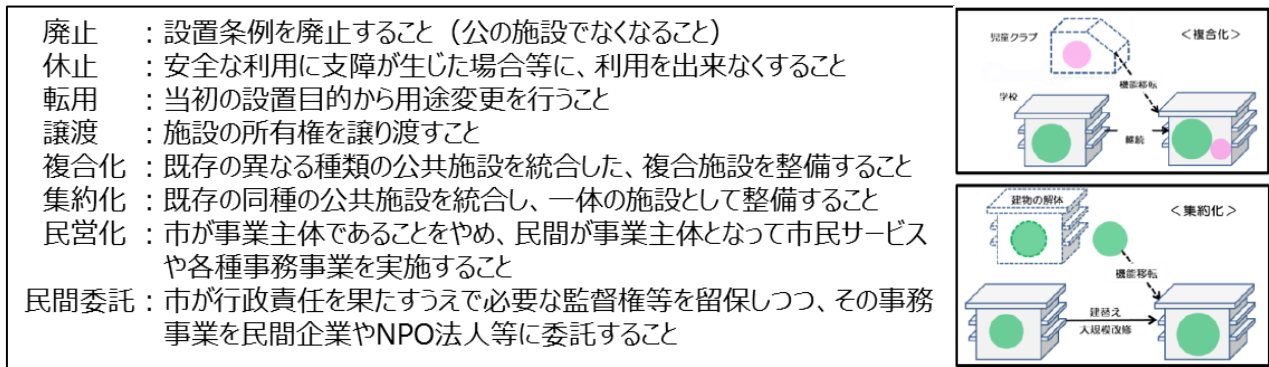 廃止　：設置条例を廃止すること（公の施設でなくなること）
休止　：安全な利用に支障が生じた場合等に、利用を出来なくすること
転用　：当初の設置目的から用途変更を行うこと
譲渡　：施設の所有権を譲り渡すこと
複合化：既存の異なる種類の公共施設を統合した、複合施設を整備すること
集約化：既存の同種の公共施設を統合し、一体の施設として整備すること
民営化：市が事業主体であることをやめ、民間が事業主体となって市民サービス
や各種事務事業を実施すること
民間委託：市が行政責任を果たすうえで必要な監督権等を留保しつつ、その事務
事業を民間企業やNPO法人等に委託すること
児童クラブ
＜複合化＞
機能移転
学校
継続
建物の解体
＜集約化＞
機能移転
建替え
大規模改修